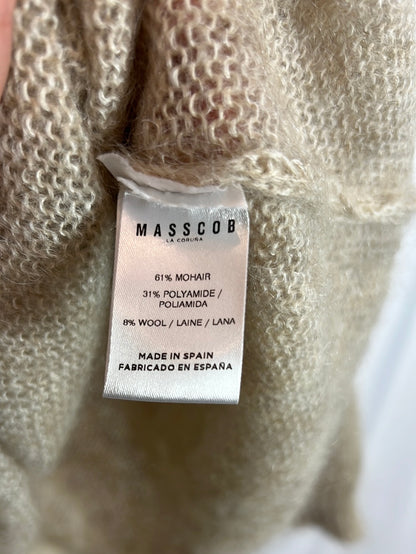 MASSCOB
LA CORUÑA
61% MOHAIR
31% POLYAMIDE /
POLIAMIDA
8% WOOL / LAINE / LANA
MADE IN SPAIN
FABRICADO EN ESPAÑA